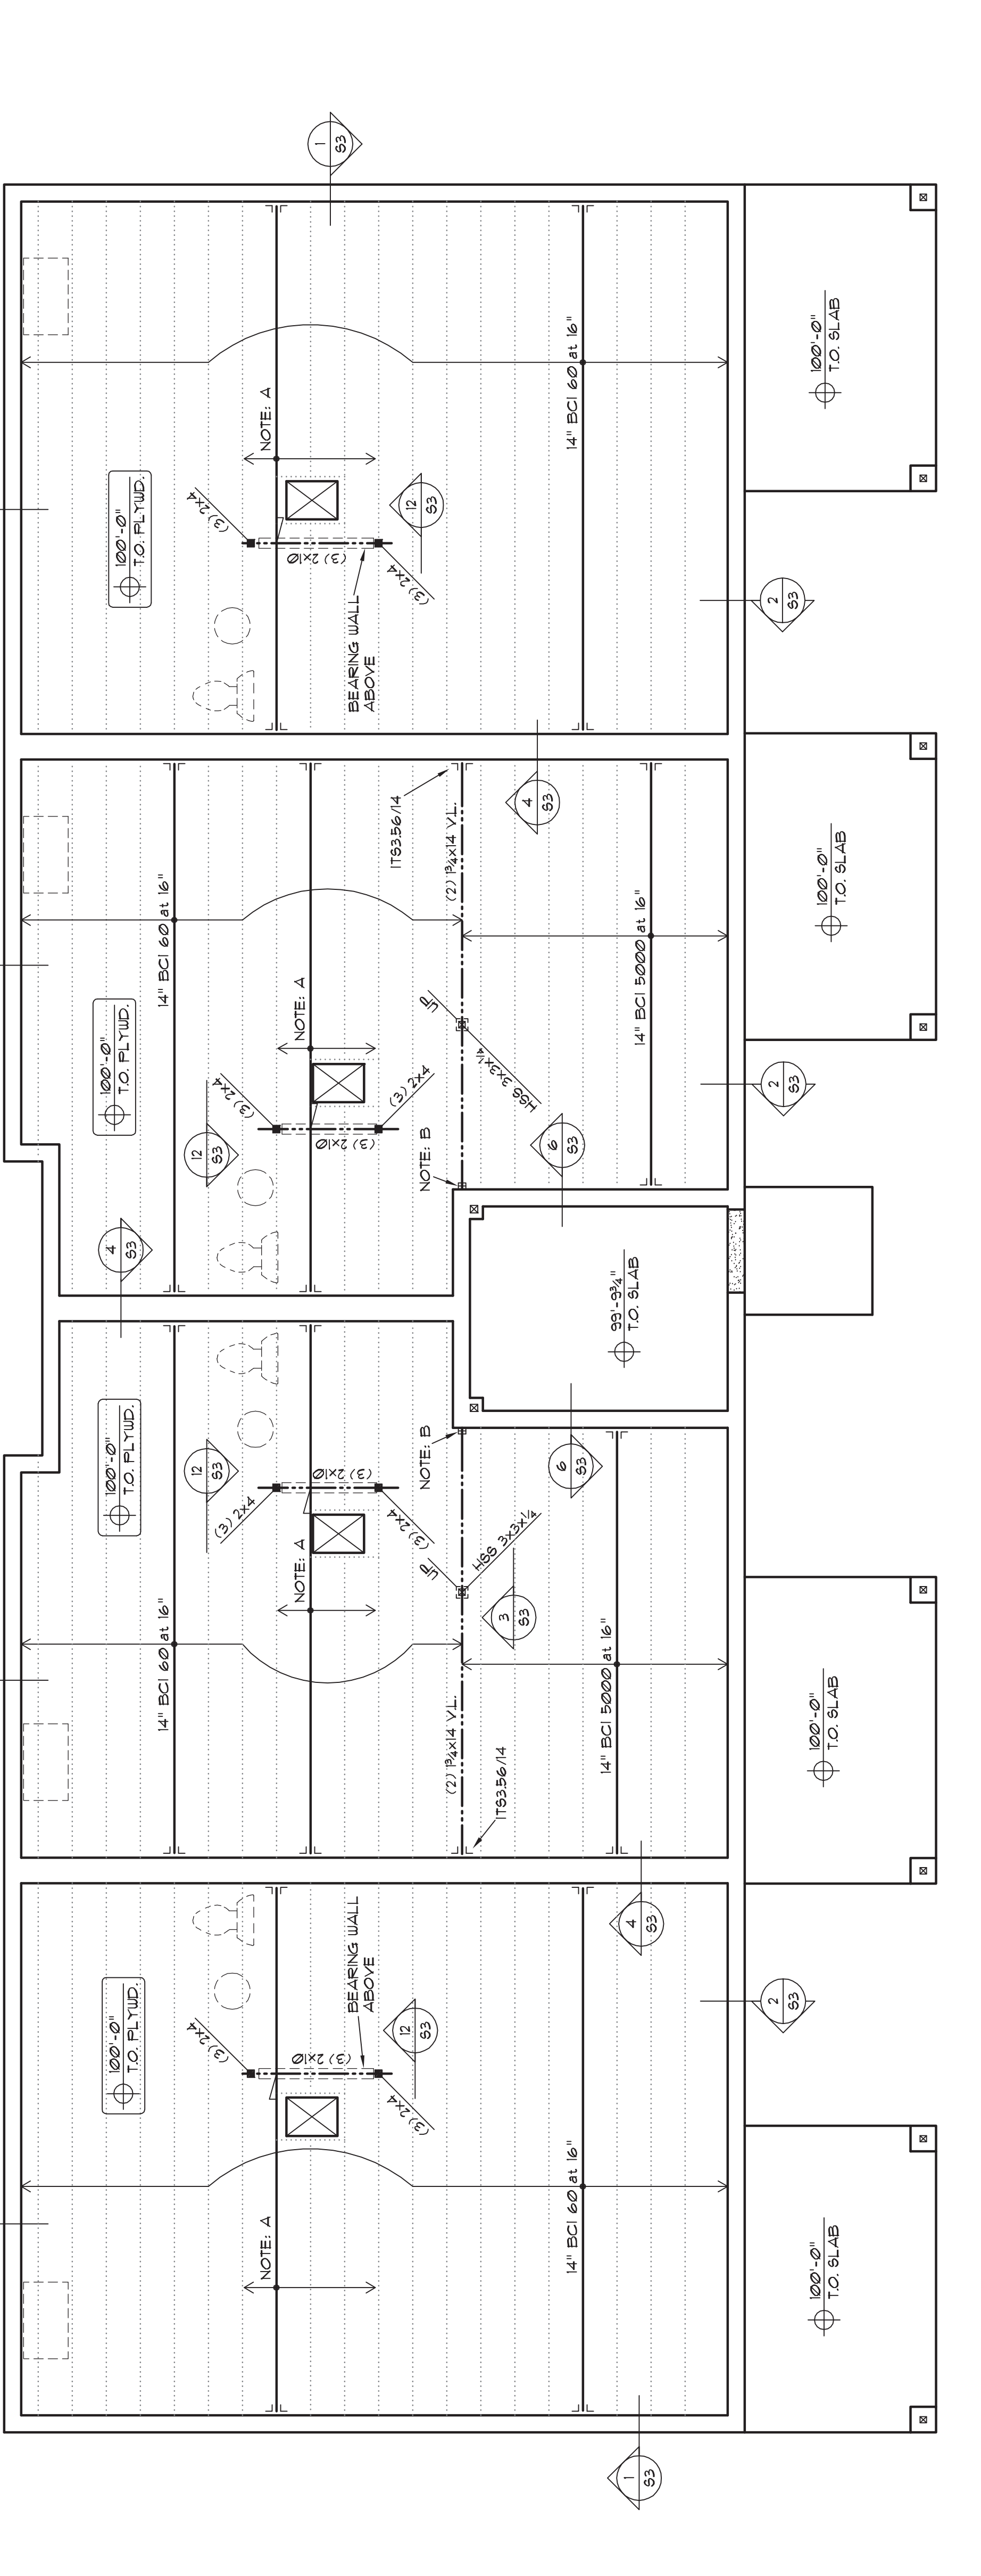 1
S3
100'-0"
T.O. PLYWD.
(3) 2x4
NOTE: A
(3) 2x10
12
S3
(3) 2x4
BEARING WALL
ABOVE
14" BCI 60 at 16"
100'-0"
T.O. SLAB
2
S3
4
S3
100'-0"
T.O. PLYWD.
14" BCI 60 at 16"
ITS3.56/14
(2) 1¾x14 V.L.
NOTE: A
(3) 2x4
(3) 2x4
(3) 2x10
12
S3
HSS 3x3x¼
NOTE: B
14" BCI 5000 at 16"
100'-0"
T.O. SLAB
2
S3
6
S3
4
S3
99'-9¾"
T.O. SLAB
100'-0"
T.O. PLYWD.
12
S3
(3) 2x4
(3) 2x10
(3) 2x4
NOTE: A
NOTE: B
6
S3
HSS 3x3x¼
3
S3
14" BCI 60 at 16"
(2) 1¾x14 V.L.
ITS3.56/14
14" BCI 5000 at 16"
100'-0"
T.O. SLAB
4
S3
100'-0"
T.O. PLYWD.
(3) 2x4
(3) 2x10
BEARING WALL
ABOVE
12
S3
(3) 2x4
NOTE: A
14" BCI 60 at 16"
2
S3
100'-0"
T.O. SLAB
1
S3